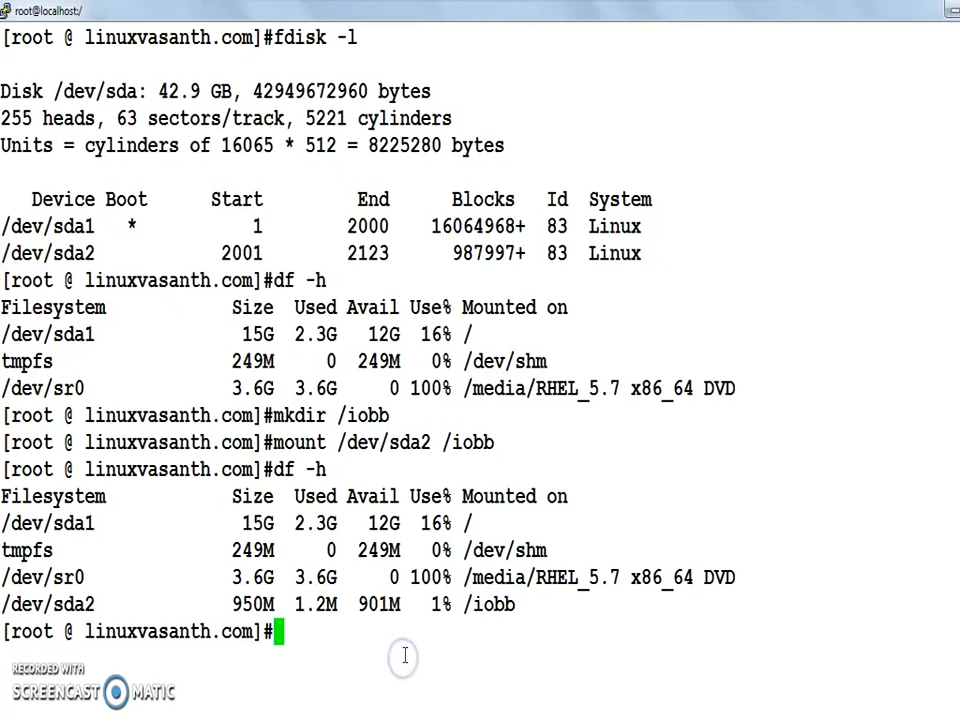 root@localhost:/
[root @ linuxvasanth.com]#fdisk -l
Disk /dev/sda: 42.9 GB, 42949672960 bytes
255 heads, 63 sectors/track, 5221 cylinders
Units = cylinders of 16065 * 512 = 8225280 bytes
Device Boot Start End Blocks Id System
/dev/sda1 * 1 2000 16064968+ 83 Linux
/dev/sda2 2001 2123 987997+ 83 Linux
[root @ linuxvasanth.com]#df -h
Filesystem Size Used Avail Use% Mounted on
/dev/sda1 15G 2.3G 12G 16% /
tmpfs 249M 0 249M 0% /dev/shm
/dev/sr0 3.6G 3.6G 0 100% /media/RHEL_5.7 x86_64 DVD
[root @ linuxvasanth.com]#mkdir /iobb
[root @ linuxvasanth.com]#mount /dev/sda2 /iobb
[root @ linuxvasanth.com]#df -h
Filesystem Size Used Avail Use% Mounted on
/dev/sda1 15G 2.3G 12G 16% /
tmpfs 249M 0 249M 0% /dev/shm
/dev/sr0 3.6G 3.6G 0 100% /media/RHEL_5.7 x86_64 DVD
/dev/sda2 950M 1.2M 901M 1% /iobb
[root @ linuxvasanth.com]#
RECORDED WITH
SCREENCAST MATIC